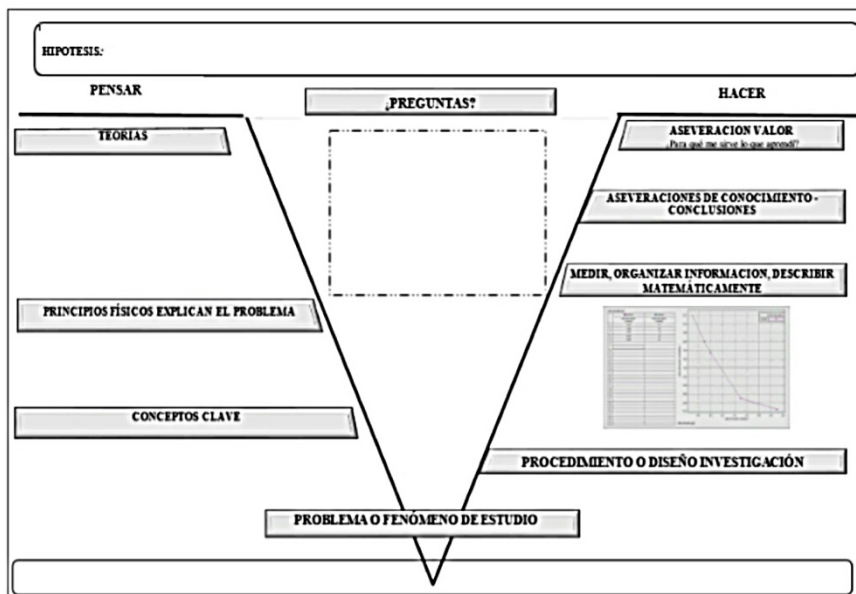 HIPOTESIS:
PENSAR
¿PREGUNTAS?
HACER
TEORIAS
ASEVERACION VALOR
¿Para qué me sirve lo que aprendí?
ASEVERACIONES DE CONOCIMIENTO -
CONCLUSIONES
MEDIR, ORGANIZAR INFORMACION, DESCRIBIR
MATEMÁTICAMENTE
PRINCIPIOS FÍSICOS EXPLICAN EL PROBLEMA
CONCEPTOS CLAVE
PROCEDIMIENTO O DISEÑO INVESTIGACIÓN
PROBLEMA O FENÓMENO DE ESTUDIO